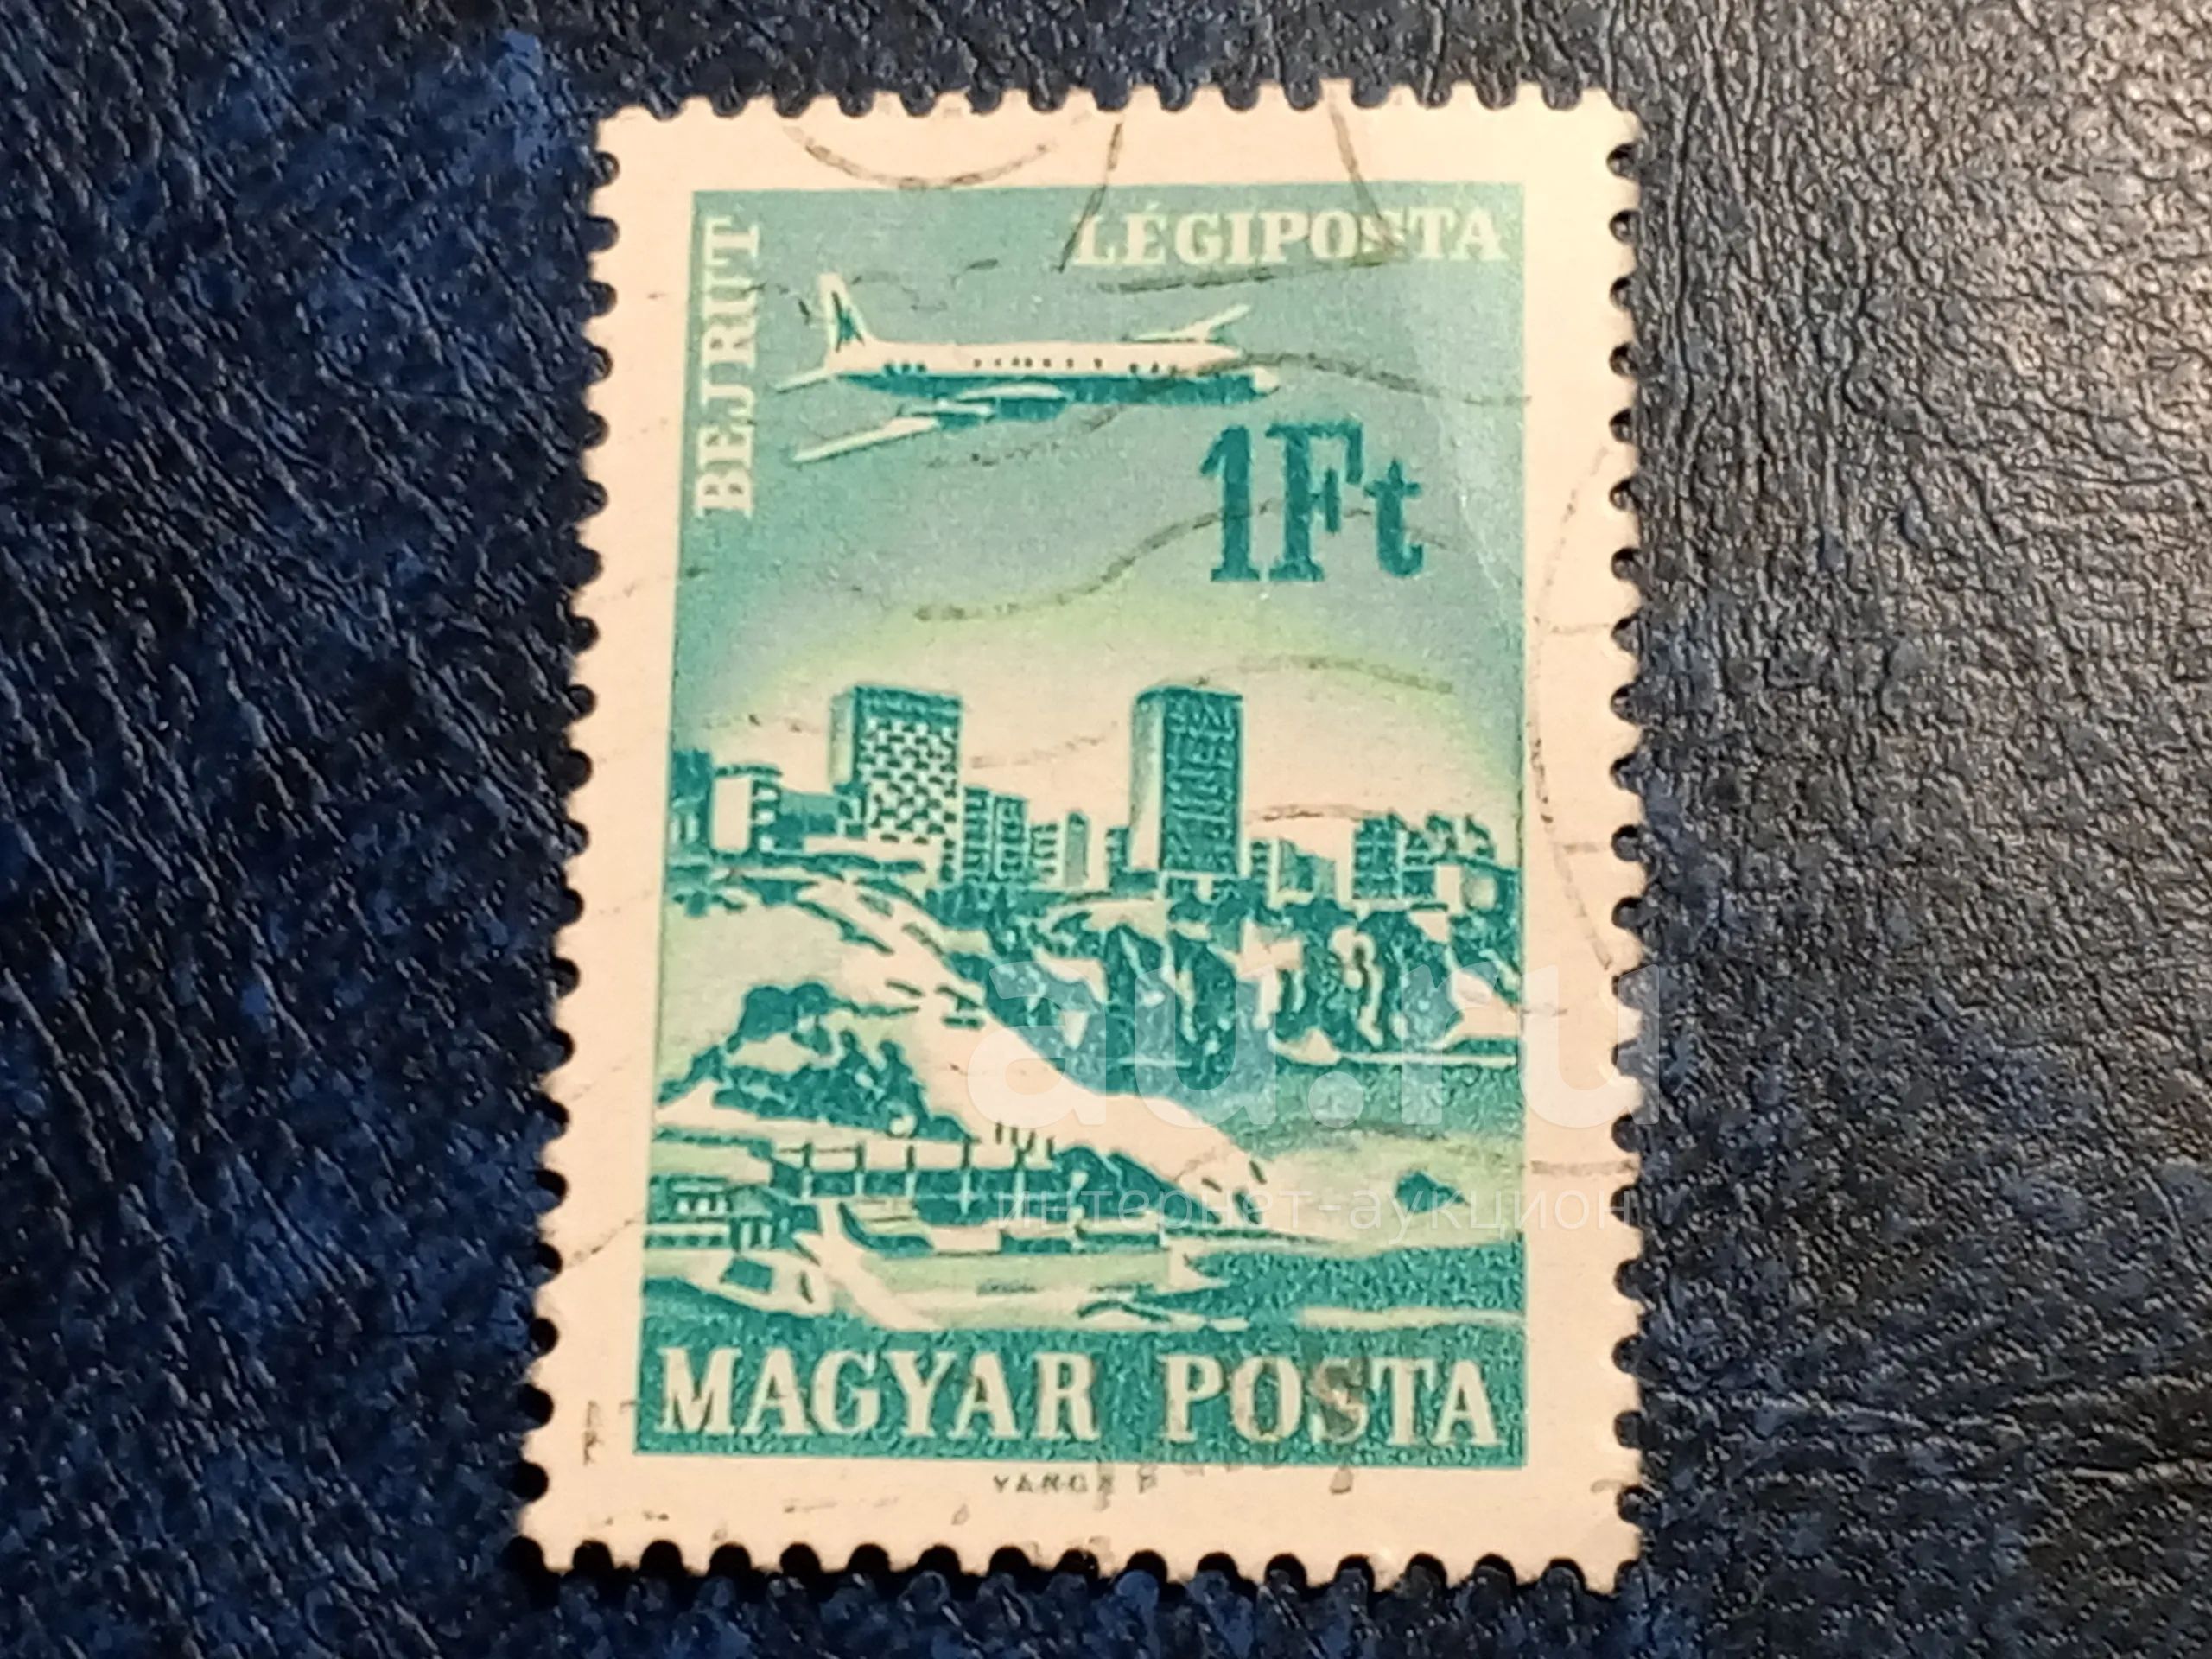 LÉGIPOSTA
BEJRUT
1Ft
au.ru
интернет-аукцион
MAGYAR POSTA